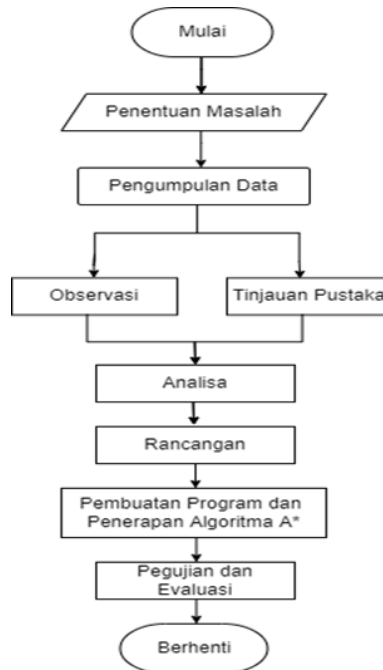 Mulai
Penentuan Masalah
Pengumpulan Data
Observasi
Tinjauan Pustaka
Analisa
Rancangan
Pembuatan Program dan
Penerapan Algoritma A*
Pegujian dan
Evaluasi
Berhenti